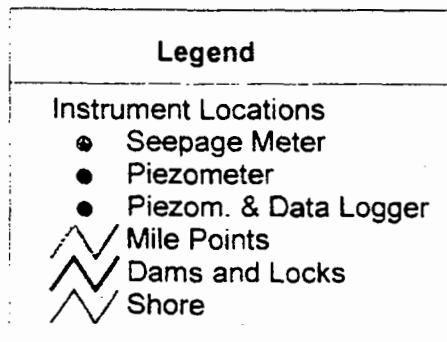 Legend
Instrument Locations
Seepage Meter
Piezometer
Piezom. & Data Logger
Mile Points
Dams and Locks
Shore